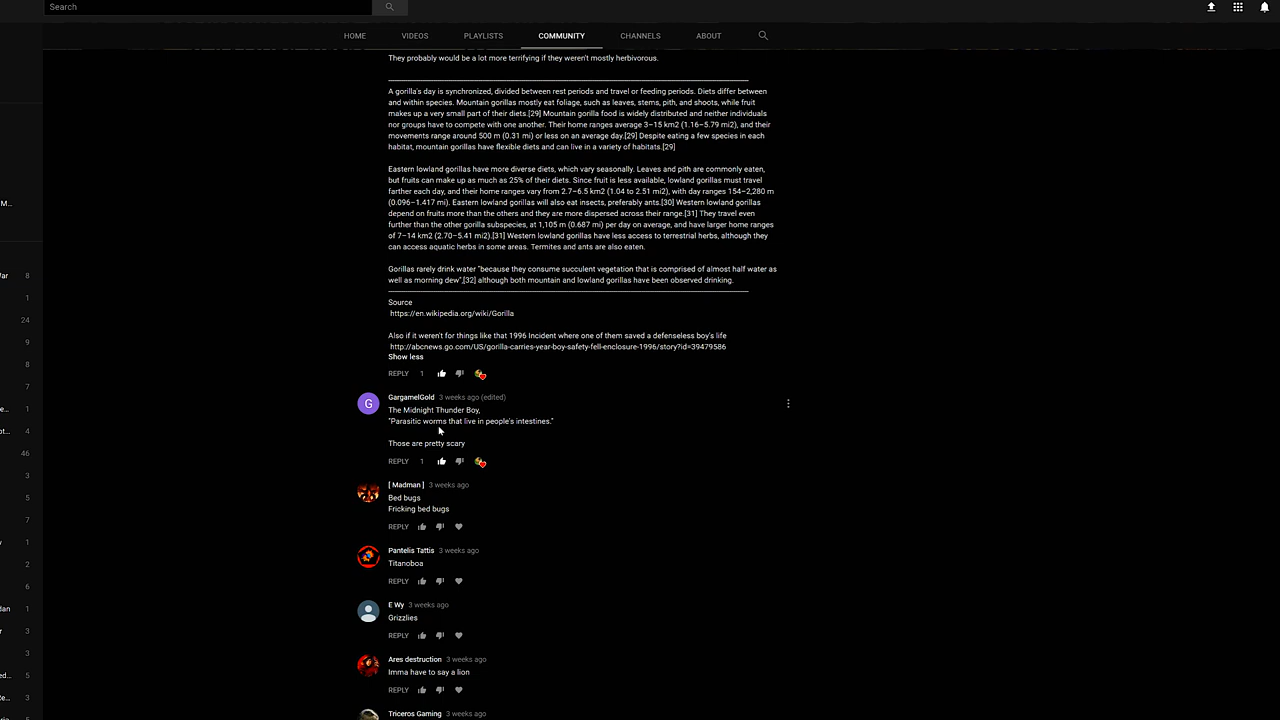 Search
HOME
VIDEOS
PLAYLISTS
COMMUNITY
CHANNELS
ABOUT
They probably would be a lot more terrifying if they weren't mostly herbivorous.
A gorilla's day is synchronized, divided between rest periods and travel or feeding periods. Diets differ between
and within species. Mountain gorillas mostly eat foliage, such as leaves, stems, pith, and shoots, while fruit
makes up a very small part of their diets.[29] Mountain gorilla food is widely distributed and neither individuals
nor groups have to compete with one another. Their home ranges average 3–15 km2 (1.16–5.79 mi2), and their
movements range around 500 m (0.31 mi) or less on an average day.[29] Despite eating a few species in each
habitat, mountain gorillas have flexible diets and can live in a variety of habitats.[29]
Eastern lowland gorillas have more diverse diets, which vary seasonally. Leaves and pith are commonly eaten,
but fruits can make up as much as 25% of their diets. Since fruit is less available, lowland gorillas must travel
farther each day, and their home ranges vary from 2.7–6.5 km2 (1.04 to 2.51 mi2), with day ranges 154–2,280 m
(0.096–1.417 mi). Eastern lowland gorillas will also eat insects, preferably ants.[30] Western lowland gorillas
depend on fruits more than the others and they are more dispersed across their range.[31] They travel even
further than the other gorilla subspecies, at 1,105 m (0.687 mi) per day on average, and have larger home ranges
of 7–14 km2 (2.70–5.41 mi2).[31] Western lowland gorillas have less access to terrestrial herbs, although they
can access aquatic herbs in some areas. Termites and ants are also eaten.
Gorillas rarely drink water "because they consume succulent vegetation that is comprised of almost half water as
well as morning dew",[32] although both mountain and lowland gorillas have been observed drinking.
Source
https://en.wikipedia.org/wiki/Gorilla
Also if it weren't for things like that 1996 Incident where one of them saved a defenseless boy's life
http://abcnews.go.com/US/gorilla-carries-year-boy-safety-fell-enclosure-1996/story?id=39479586
Show less
REPLY 1
G
GargamelGold 3 weeks ago (edited)
The Midnight Thunder Boy,
"Parasitic worms that live in people's intestines."
Those are pretty scary
REPLY 1
[ Madman ] 3 weeks ago
Bed bugs
Fricking bed bugs
REPLY
Pantelis Tattis 3 weeks ago
Titanoboa
REPLY
E Wy 3 weeks ago
Grizzlies
REPLY
Ares destruction 3 weeks ago
Imma have to say a lion
REPLY
Triceros Gaming 3 weeks ago
M...
8
1
24
9
8
7
1
4
46
3
5
7
1
2
6
1
3
3
5
3
7